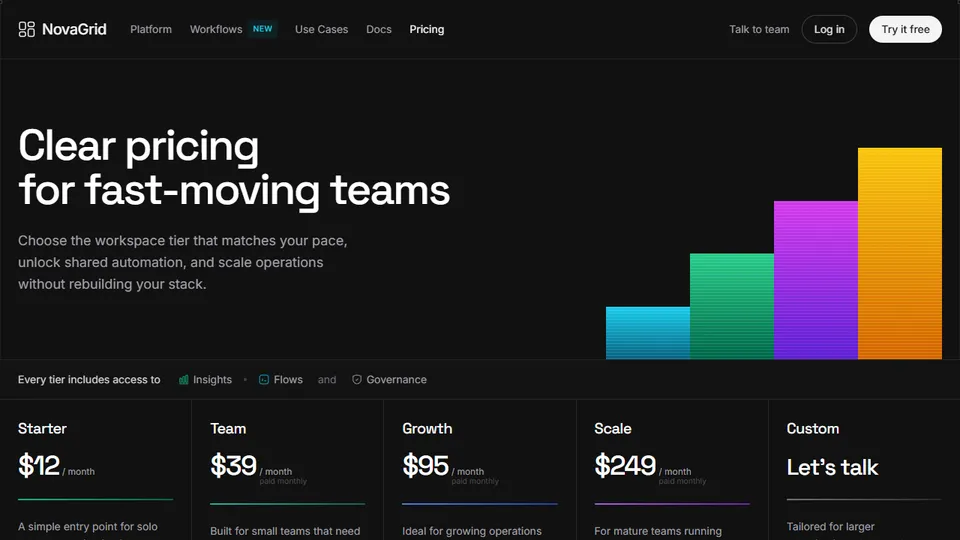 NovaGrid
Platform
Workflows NEW
Use Cases
Docs
Pricing
Talk to team
Log in
Try it free
Clear pricing
for fast-moving teams
Choose the workspace tier that matches your pace,
unlock shared automation, and scale operations
without rebuilding your stack.
Every tier includes access to Insights • Flows and Governance
Starter
$12 / month
A simple entry point for solo
Team
$39 / month
paid monthly
Built for small teams that need
Growth
$95 / month
paid monthly
Ideal for growing operations
Scale
$249 / month
paid monthly
For mature teams running
Custom
Let's talk
Tailored for larger